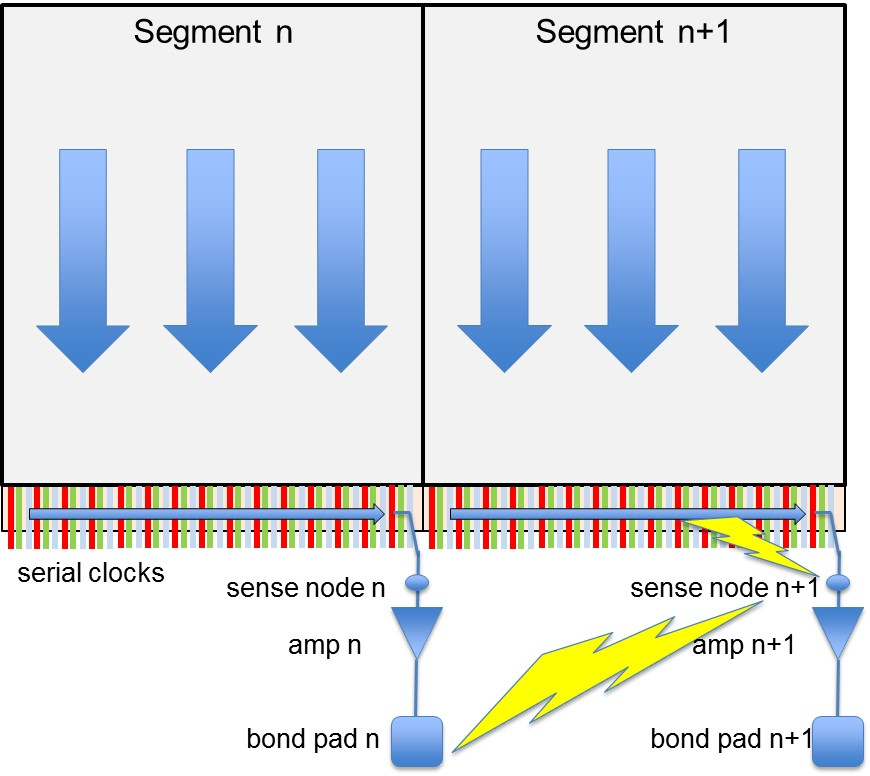 Segment n
Segment n+1
serial clocks
sense node n
sense node n+1
amp n
amp n+1
bond pad n
bond pad n+1